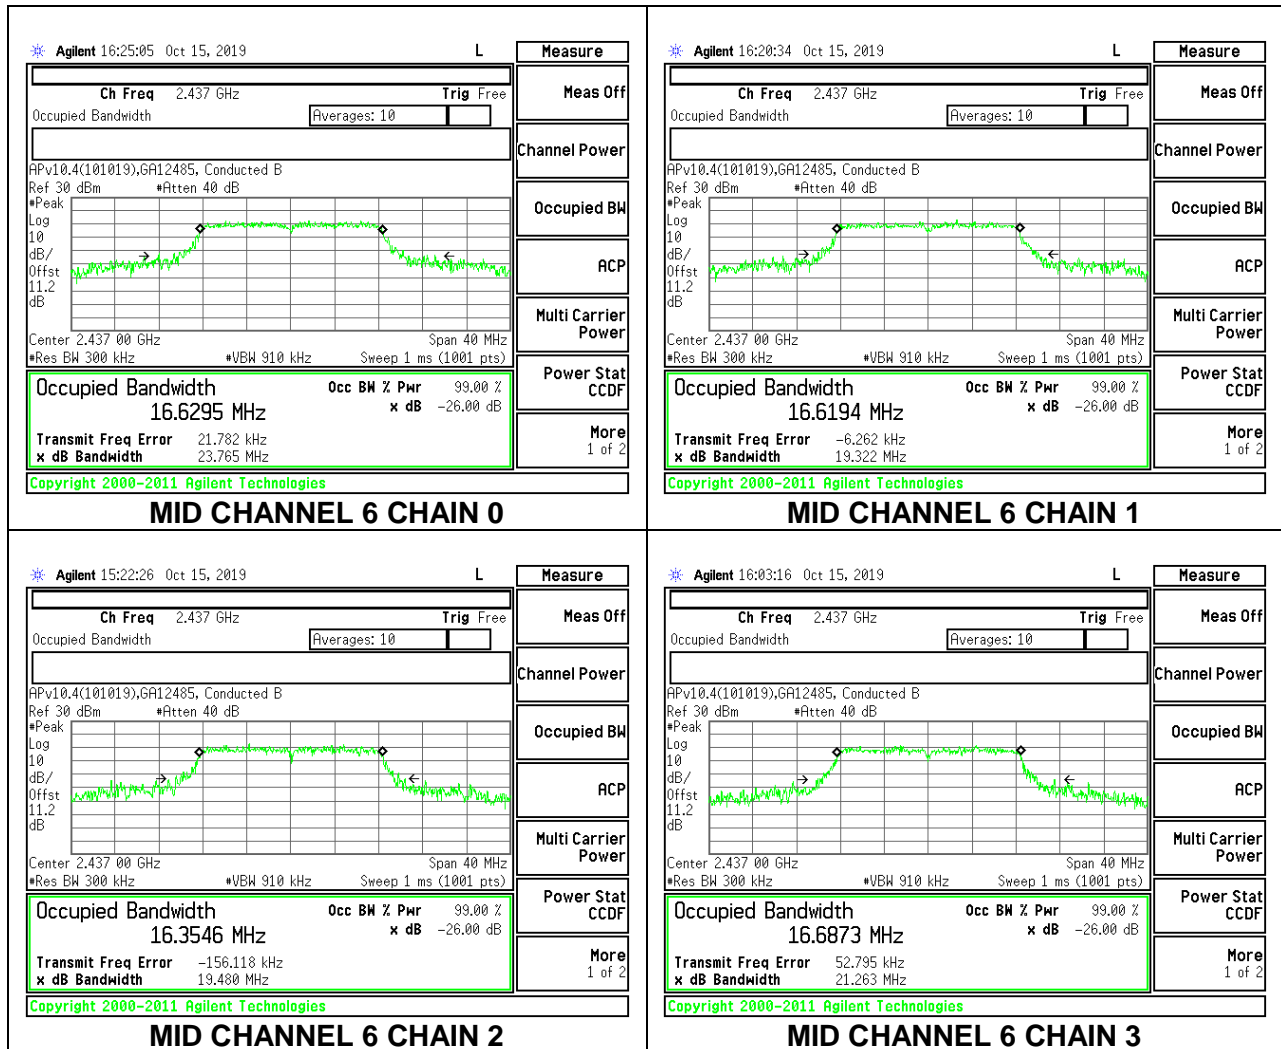 Agilent 16:25:05 Oct 15, 2019 L
Measure
Ch Freq 2.437 GHz Trig Free
Meas Off
Occupied Bandwidth Averages: 10
Channel Power
APv10.4(101019),GA12485, Conducted B
Ref 30 dBm #Atten 40 dB
#Peak
Log
10
dB/
Offst
11.2
dB
Occupied BW
ACP
Multi Carrier
Power
Center 2.437 00 GHz Span 40 MHz
#Res BW 300 kHz #VBW 910 kHz Sweep 1 ms (1001 pts)
Power Stat
CCDF
Occupied Bandwidth Occ BW % Pwr 99.00 %
16.6295 MHz x dB -26.00 dB
Transmit Freq Error 21.782 kHz
x dB Bandwidth 23.765 MHz
More
1 of 2
Copyright 2000-2011 Agilent Technologies
MID CHANNEL 6 CHAIN 0
Agilent 16:20:34 Oct 15, 2019 L
Measure
Ch Freq 2.437 GHz Trig Free
Meas Off
Occupied Bandwidth Averages: 10
Channel Power
APv10.4(101019),GA12485, Conducted B
Ref 30 dBm #Atten 40 dB
#Peak
Log
10
dB/
Offst
11.2
dB
Occupied BW
ACP
Multi Carrier
Power
Center 2.437 00 GHz Span 40 MHz
#Res BW 300 kHz #VBW 910 kHz Sweep 1 ms (1001 pts)
Power Stat
CCDF
Occupied Bandwidth Occ BW % Pwr 99.00 %
16.6194 MHz x dB -26.00 dB
Transmit Freq Error -6.262 kHz
x dB Bandwidth 19.322 MHz
More
1 of 2
Copyright 2000-2011 Agilent Technologies
MID CHANNEL 6 CHAIN 1
Agilent 15:22:26 Oct 15, 2019 L
Measure
Ch Freq 2.437 GHz Trig Free
Meas Off
Occupied Bandwidth Averages: 10
Channel Power
APv10.4(101019),GA12485, Conducted B
Ref 30 dBm #Atten 40 dB
#Peak
Log
10
dB/
Offst
11.2
dB
Occupied BW
ACP
Multi Carrier
Power
Center 2.437 00 GHz Span 40 MHz
#Res BW 300 kHz #VBW 910 kHz Sweep 1 ms (1001 pts)
Power Stat
CCDF
Occupied Bandwidth Occ BW % Pwr 99.00 %
16.3546 MHz x dB -26.00 dB
Transmit Freq Error -156.118 kHz
x dB Bandwidth 19.480 MHz
More
1 of 2
Copyright 2000-2011 Agilent Technologies
MID CHANNEL 6 CHAIN 2
Agilent 16:03:16 Oct 15, 2019 L
Measure
Ch Freq 2.437 GHz Trig Free
Meas Off
Occupied Bandwidth Averages: 10
Channel Power
APv10.4(101019),GA12485, Conducted B
Ref 30 dBm #Atten 40 dB
#Peak
Log
10
dB/
Offst
11.2
dB
Occupied BW
ACP
Multi Carrier
Power
Center 2.437 00 GHz Span 40 MHz
#Res BW 300 kHz #VBW 910 kHz Sweep 1 ms (1001 pts)
Power Stat
CCDF
Occupied Bandwidth Occ BW % Pwr 99.00 %
16.6873 MHz x dB -26.00 dB
Transmit Freq Error 52.795 kHz
x dB Bandwidth 21.263 MHz
More
1 of 2
Copyright 2000-2011 Agilent Technologies
MID CHANNEL 6 CHAIN 3